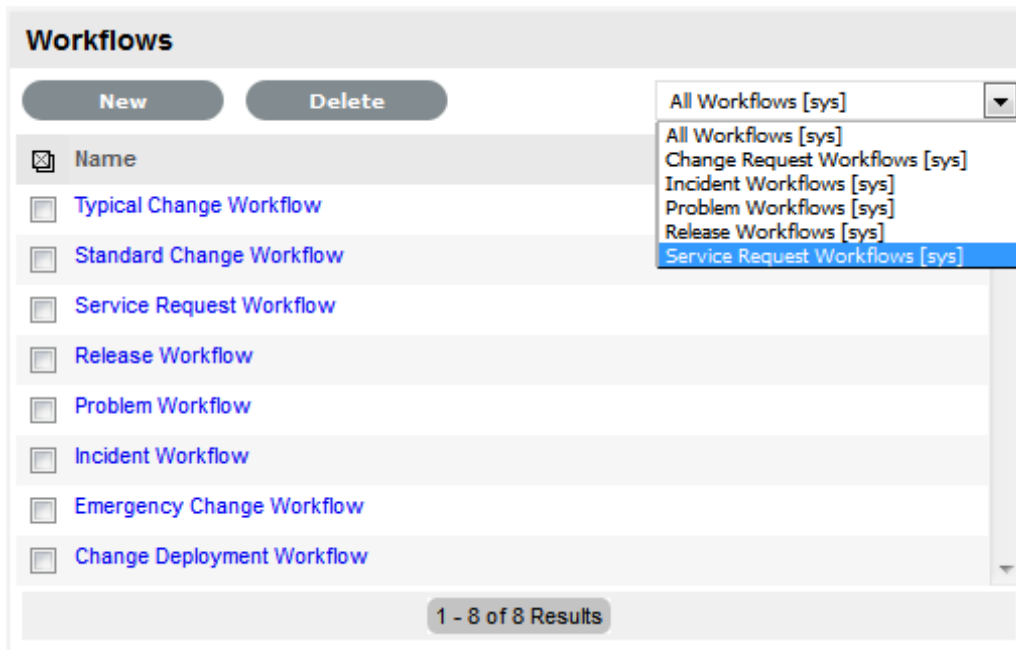 Workflows
New
Delete
All Workflows [sys]
All Workflows [sys]
Change Request Workflows [sys]
Incident Workflows [sys]
Problem Workflows [sys]
Release Workflows [sys]
Service Request Workflows [sys]
Name
Typical Change Workflow
Standard Change Workflow
Service Request Workflow
Release Workflow
Problem Workflow
Incident Workflow
Emergency Change Workflow
Change Deployment Workflow
1 - 8 of 8 Results